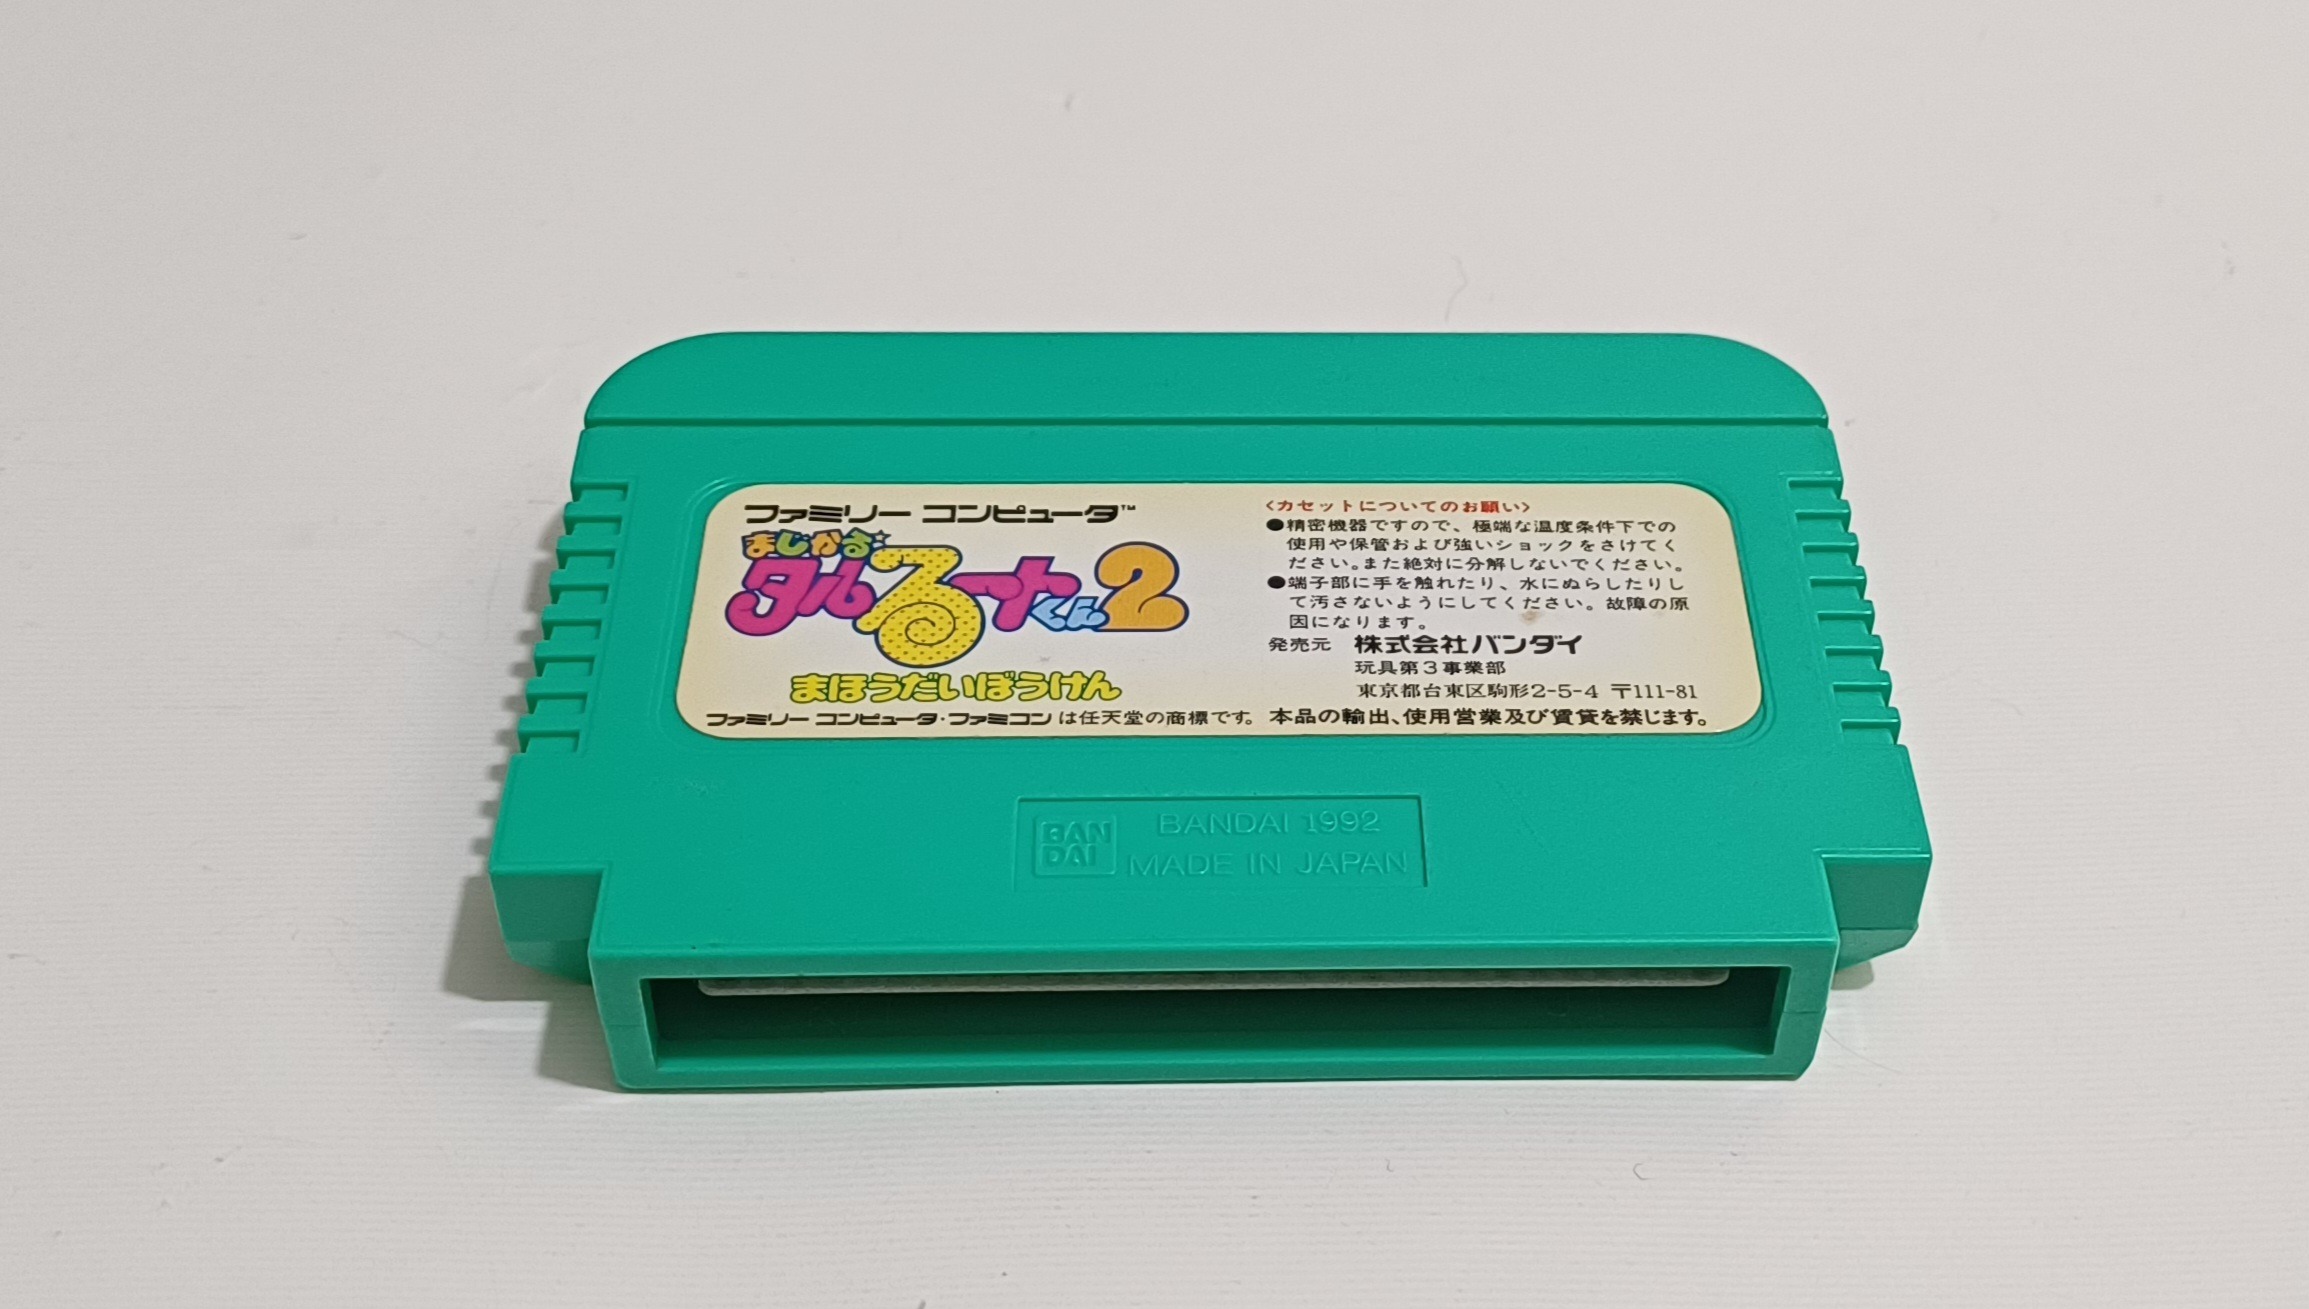 ファミリー コンピュータ™
まじかる☆
タルるートくん2
まほうだいぼうけん
ファミリー コンピュータ・ファミコン は任天堂の商標です。
〈カセットについてのお願い〉
●精密機器ですので、極端な温度条件下での
使用や保管および強いショックをさけてく
ださい。また絶対に分解しないでください。
●端子部に手を触れたり、水にぬらしたりし
て汚さないようにしてください。故障の原
因になります。
発売元 株式会社バンダイ
玩具第3事業部
東京都台東区駒形2-5-4 〒111-81
本品の輸出、使用営業及び賃貸を禁じます。
BAN
DAI
BANDAI 1992
MADE IN JAPAN